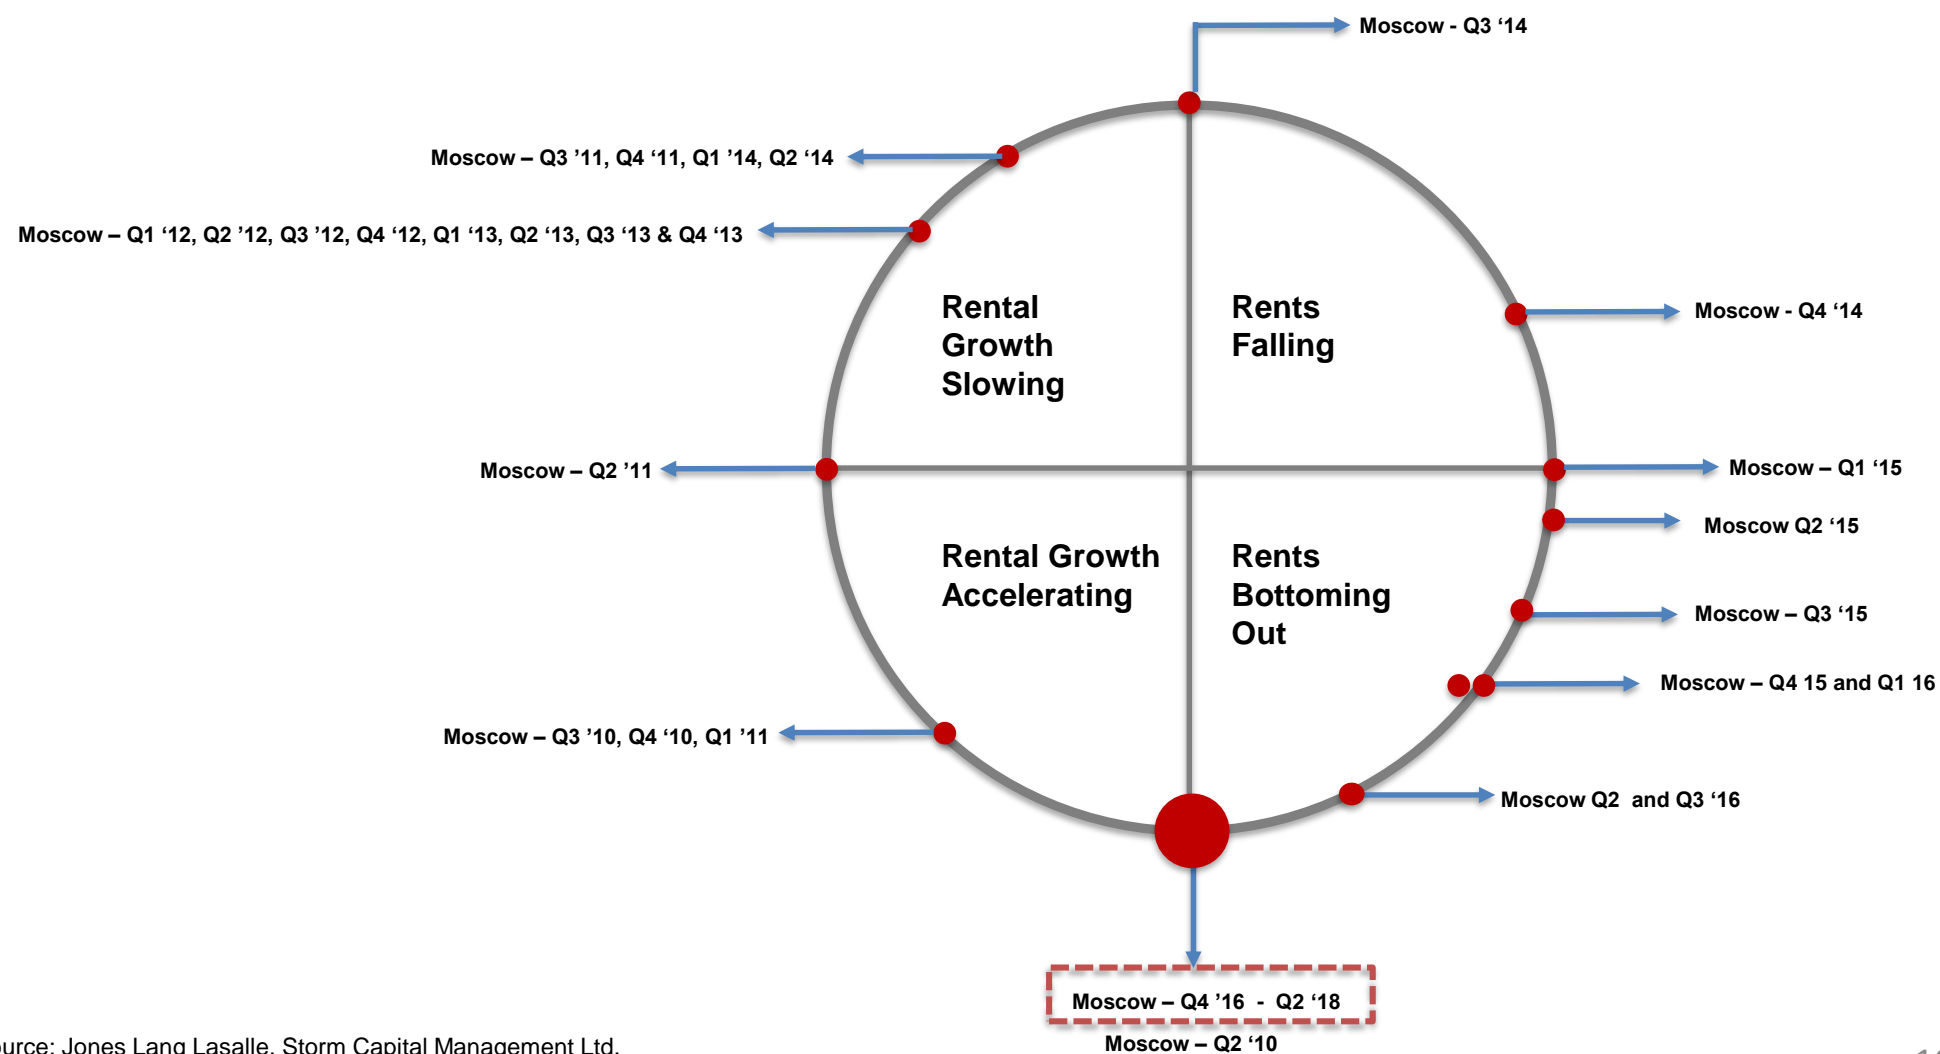 Moscow - Q3 ‘14
Moscow – Q3 ’11, Q4 ‘11, Q1 ’14, Q2 ‘14
Moscow – Q1 ‘12, Q2 ’12, Q3 ’12, Q4 ‘12, Q1 ‘13, Q2 ‘13, Q3 ‘13 & Q4 ‘13
Rental
Growth
Slowing
Rents
Falling
Moscow - Q4 ‘14
Moscow – Q2 ’11
Moscow – Q1 ‘15
Moscow Q2 ‘15
Rental Growth
Accelerating
Rents
Bottoming
Out
Moscow – Q3 ‘15
Moscow – Q4 15 and Q1 16
Moscow – Q3 ’10, Q4 ‘10, Q1 ’11
Moscow Q2 and Q3 ‘16
Moscow – Q4 ’16 - Q2 ‘18
Moscow – Q2 ‘10
ource: Jones Lang Lasalle, Storm Capital Management Ltd.